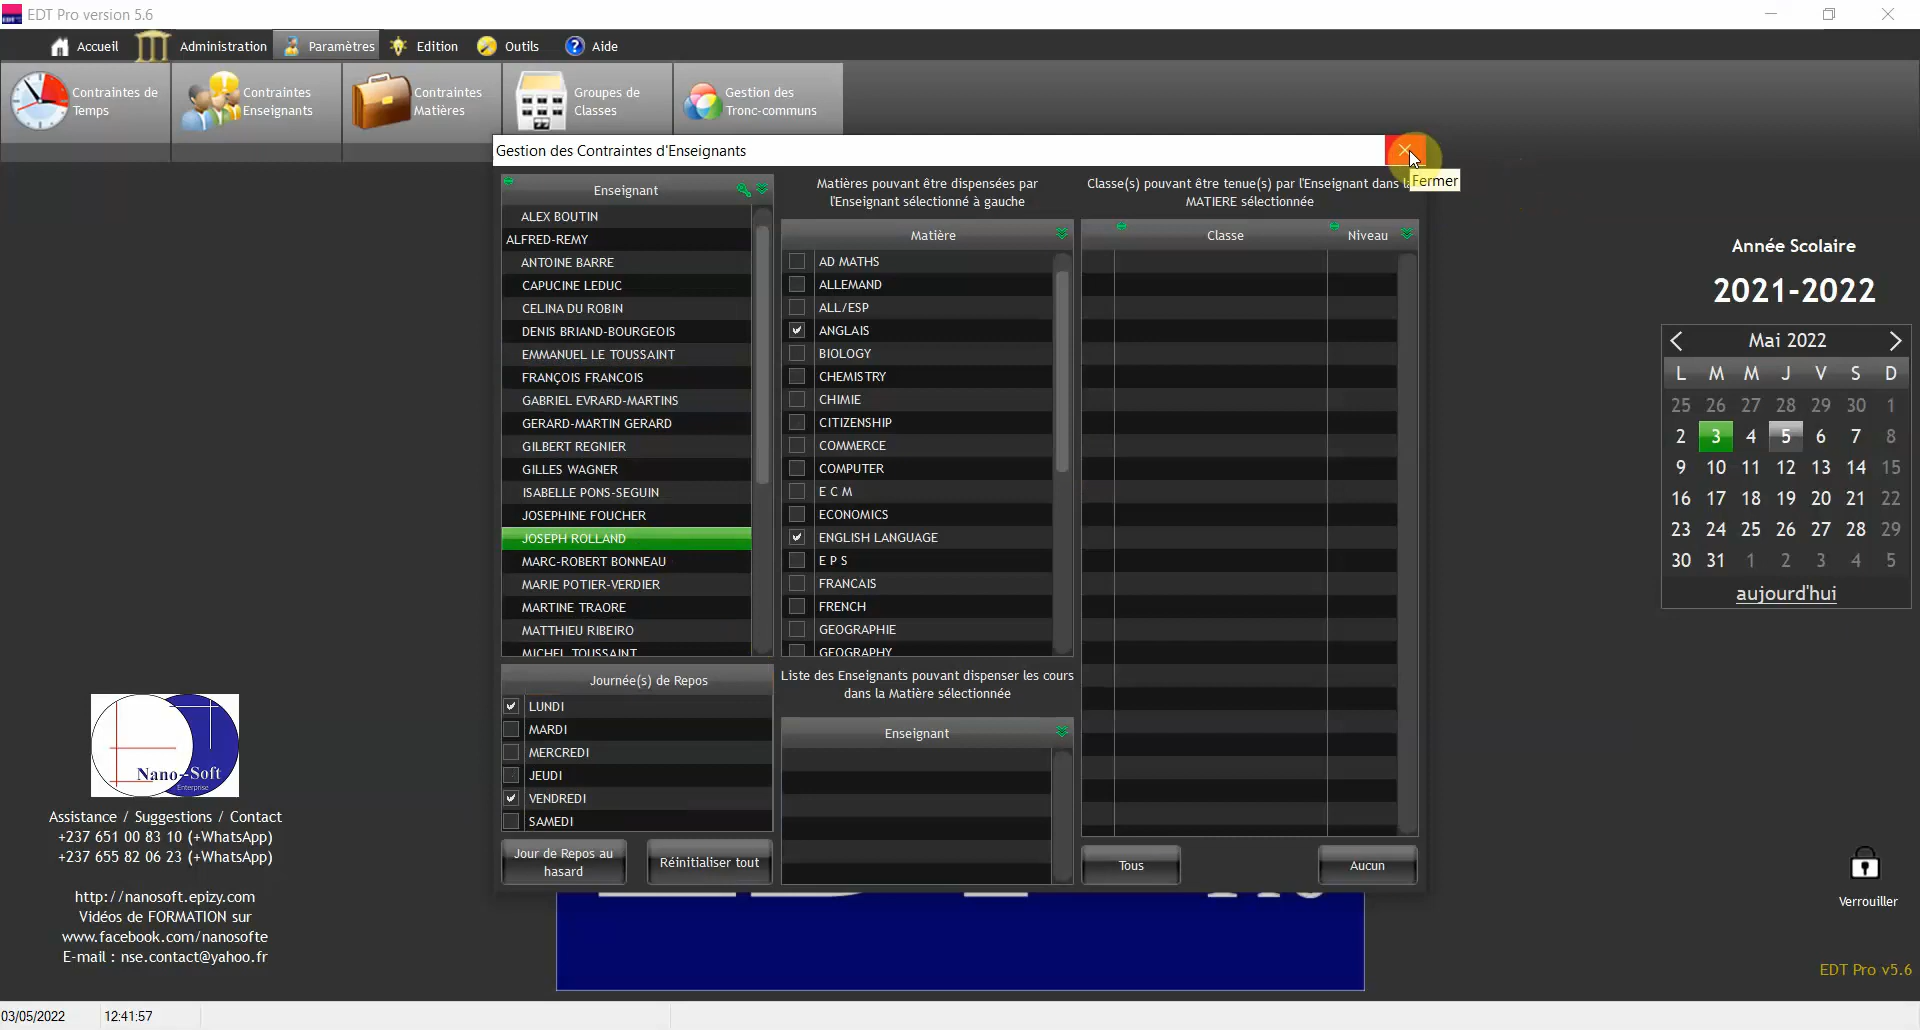 EDT Pro version 5.6
Accueil
Administration
Paramètres
Edition
Outils
Aide
Contraintes de
Temps
Contraintes
Enseignants
Contraintes
Matières
Groupes de
Classes
Gestion des
Tronc-communs
Gestion des Contraintes d'Enseignants
Fermer
Enseignant
ALEX BOUTIN
ALFRED-REMY
ANTOINE BARRE
CAPUCINE LEDUC
CELINA DU ROBIN
DENIS BRIAND-BOURGEOIS
EMMANUEL LE TOUSSAINT
FRANÇOIS FRANCOIS
GABRIEL EVRARD-MARTINS
GERARD-MARTIN GERARD
GILBERT REGNIER
GILLES WAGNER
ISABELLE PONS-SEGUIN
JOSEPHINE FOUCHER
JOSEPH ROLLAND
MARC-ROBERT BONNEAU
MARIE POTIER-VERDIER
MARTINE TRAORE
MATTHIEU RIBEIRO
MICHEL TOUSSAINT
Journée(s) de Repos
LUNDI
MARDI
MERCREDI
JEUDI
VENDREDI
SAMEDI
Jour de Repos au
hasard
Réinitialiser tout
Matières pouvant être dispensées par
l'Enseignant sélectionné à gauche
Matière
AD MATHS
ALLEMAND
ALL/ESP
ANGLAIS
BIOLOGY
CHEMISTRY
CHIMIE
CITIZENSHIP
COMMERCE
COMPUTER
E C M
ECONOMICS
ENGLISH LANGUAGE
E P S
FRANCAIS
FRENCH
GEOGRAPHIE
GEOGRAPHY
Liste des Enseignants pouvant dispenser les cours
dans la Matière sélectionnée
Enseignant
Classe(s) pouvant être tenue(s) par l'Enseignant dans
MATIERE sélectionnée
Classe Niveau
Tous
Aucun
Année Scolaire
2021-2022
Mai 2022
L M M J V S D
25 26 27 28 29 30 1
2 3 4 5 6 7 8
9 10 11 12 13 14 15
16 17 18 19 20 21 22
23 24 25 26 27 28 29
30 31 1 2 3 4 5
aujourd'hui
Nano-Soft
Enterprise
Assistance / Suggestions / Contact
+237 651 00 83 10 (+WhatsApp)
+237 655 82 06 23 (+WhatsApp)
http://nanosoft.epizy.com
Vidéos de FORMATION sur
www.facebook.com/nanosofte
E-mail : nse.contact@yahoo.fr
Verrouiller
EDT Pro v5.6
03/05/2022 12:41:57